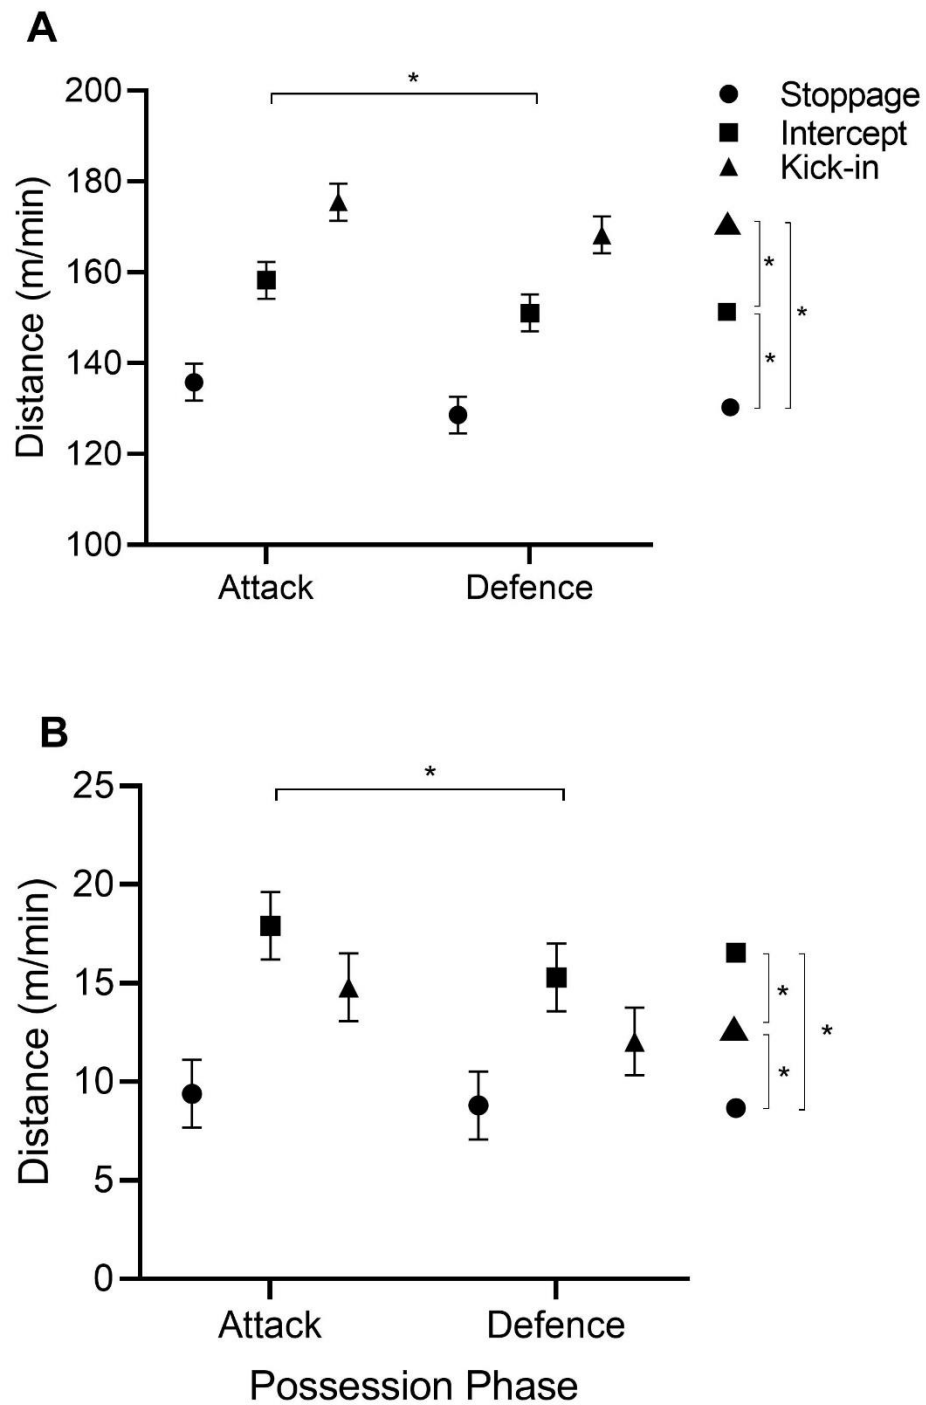 A
*
200
180
160
140
120
100
Distance (m/min)
Attack
Defence
Stoppage
Intercept
Kick-in
*
*
*
B
*
25
20
15
10
5
0
Distance (m/min)
Attack
Defence
Possession Phase
*
*
*